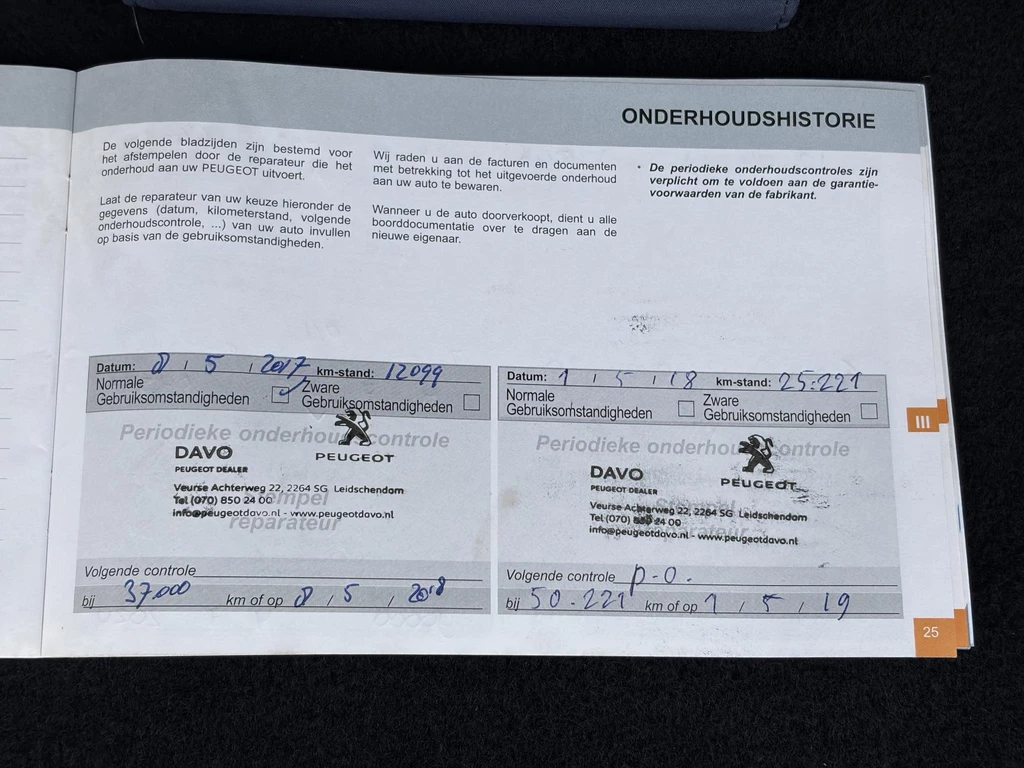 ONDERHOUDSHISTORIE
De volgende bladzijden zijn bestemd voor
het afstempelen door de reparateur die het
onderhoud aan uw PEUGEOT uitvoert.
Laat de reparateur van uw keuze hieronder de
gegevens (datum, kilometerstand, volgende
onderhoudscontrole, ...) van uw auto invullen
op basis van de gebruiksomstandigheden.
Wij raden u aan de facturen en documenten
met betrekking tot het uitgevoerde onderhoud
aan uw auto te bewaren.
Wanneer u de auto doorverkoopt, dient u alle
boorddocumentatie over te dragen aan de
nieuwe eigenaar.
• De periodieke onderhoudscontroles zijn
verplicht om te voldoen aan de garantie-
voorwaarden van de fabrikant.
Datum: 8 / 5 / 2017 km-stand: 12099
Normale
Gebruiksomstandigheden
Zware
Gebruiksomstandigheden
Periodieke onderhoudscontrole
DAVO
PEUGEOT DEALER
PEUGEOT
Veurse Achterweg 22, 2264 SG Leidschendam
Tel (070) 850 24 00
Stempel
info@peugeotdavo.nl - www.peugeotdavo.nl
reparateur
Volgende controle
bij 37.000 km of op 8 / 5 / 2018
Datum: 1 / 5 / 18 km-stand: 25.221
Normale
Gebruiksomstandigheden
Zware
Gebruiksomstandigheden
Periodieke onderhoudscontrole
DAVO
PEUGEOT DEALER
PEUGEOT
Stempel
Veurse Achterweg 22, 2264 SG Leidschendam
Tel (070) 850 24 00
reparateur
info@peugeotdavo.nl - www.peugeotdavo.nl
Volgende controle p-o.
bij 50.221 km of op 1 / 5 / 19
III
25